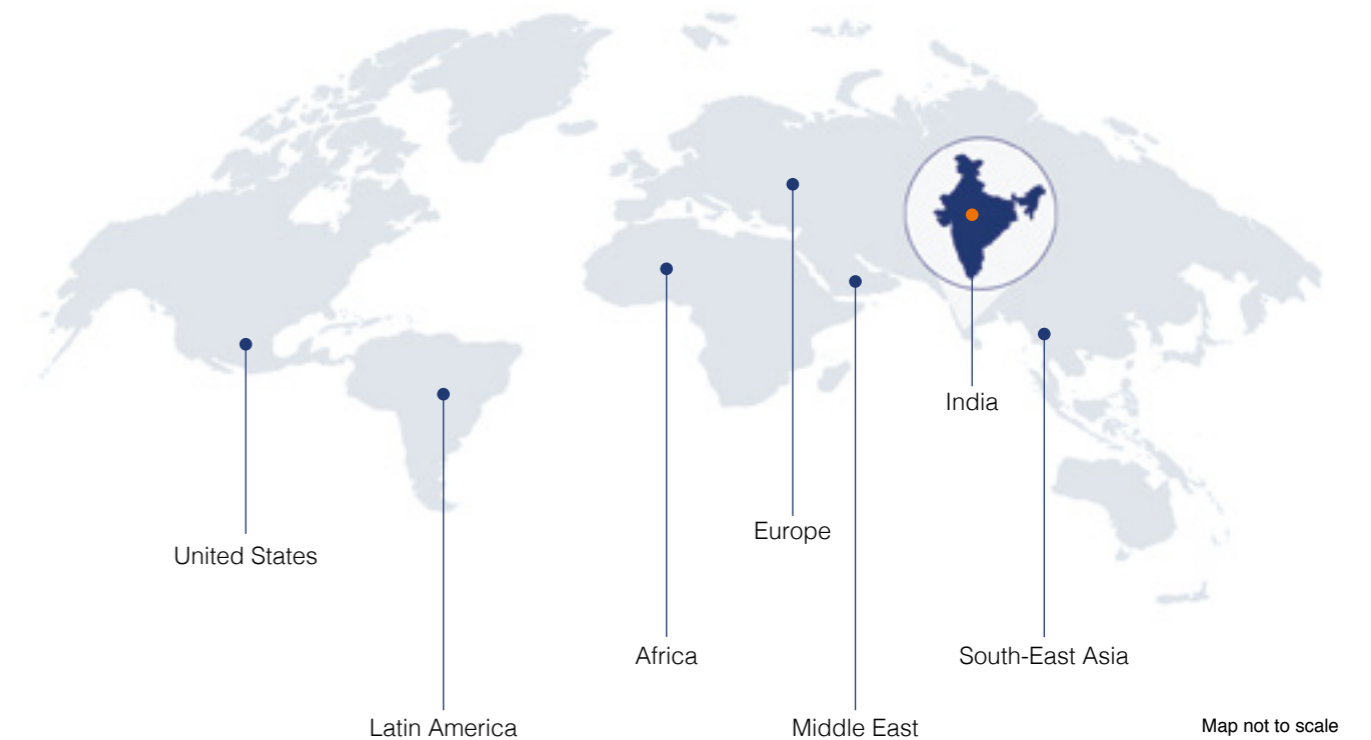 India
Europe
United States
Africa
South-East Asia
Latin America
Middle East
Map not to scale